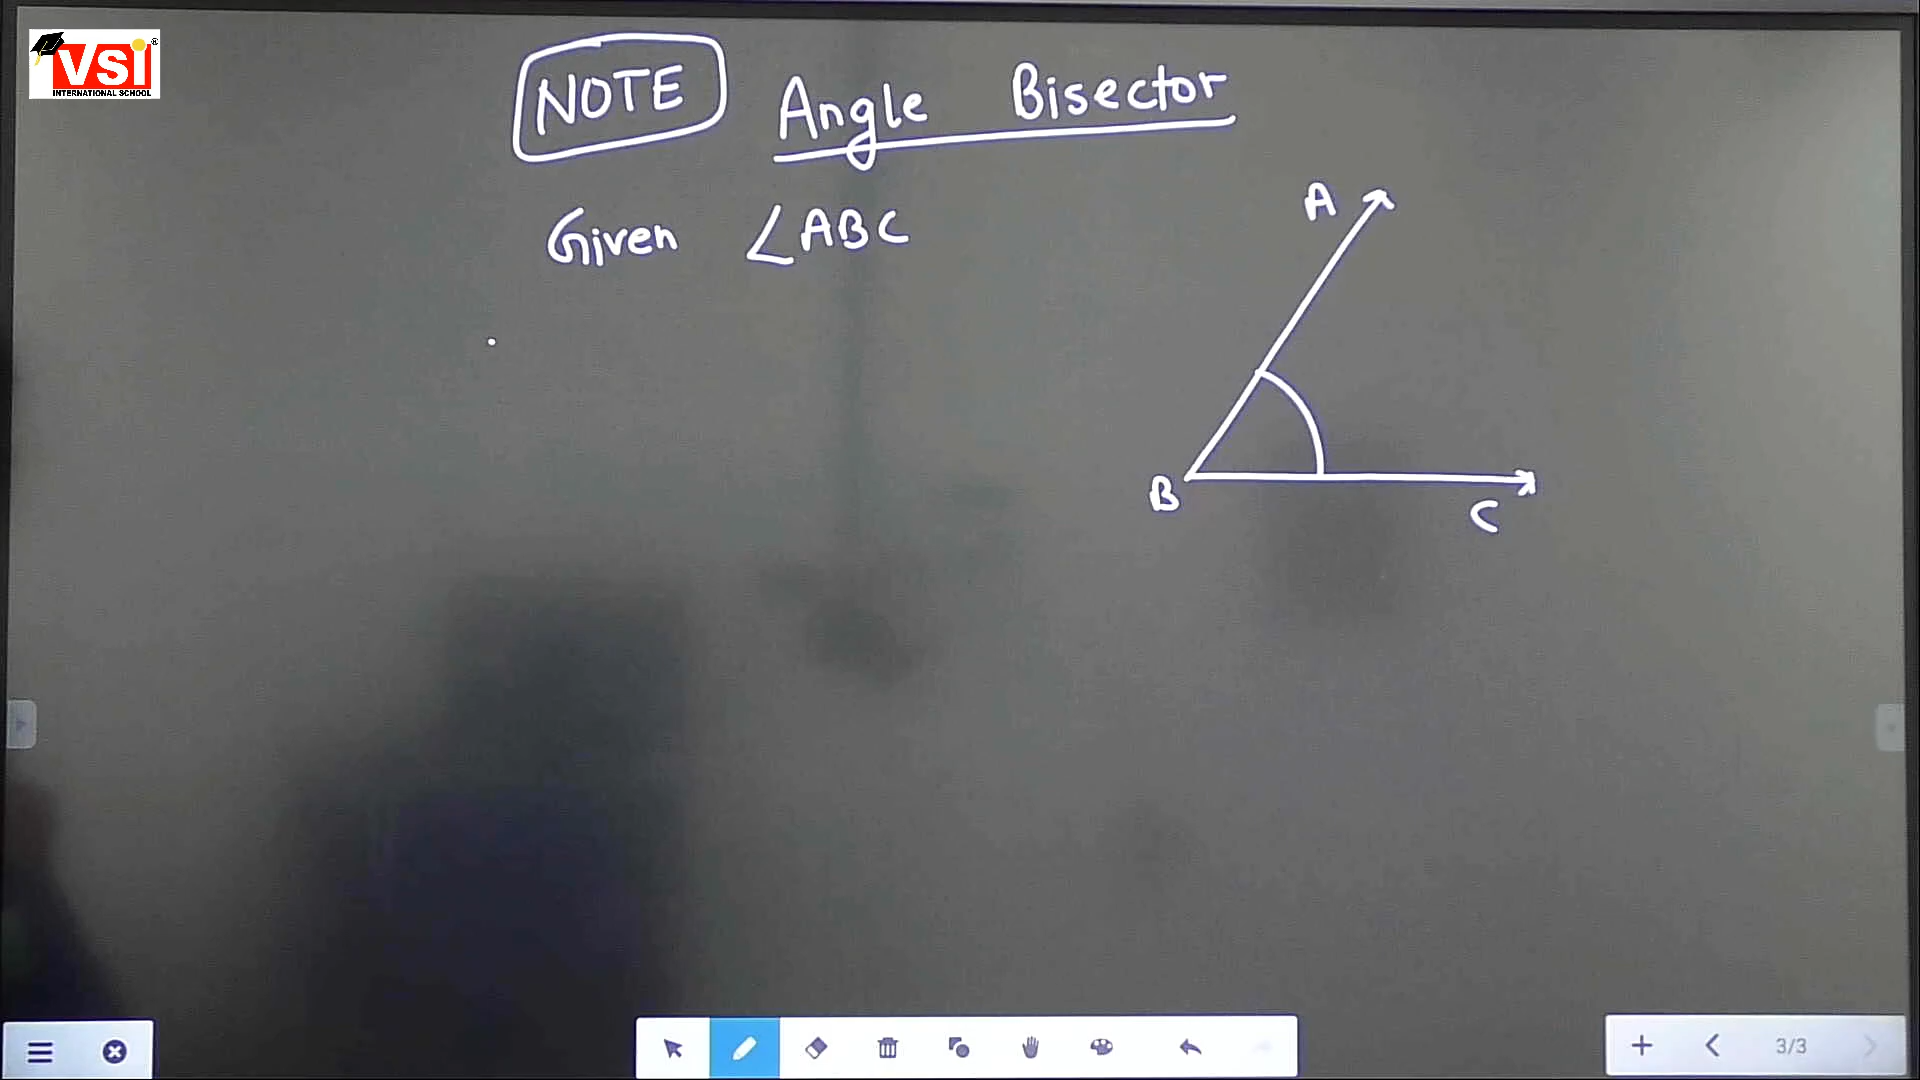 VSI
INTERNATIONAL SCHOOL
NOTE Angle Bisector
Given ∠ABC
A
B
C
3/3